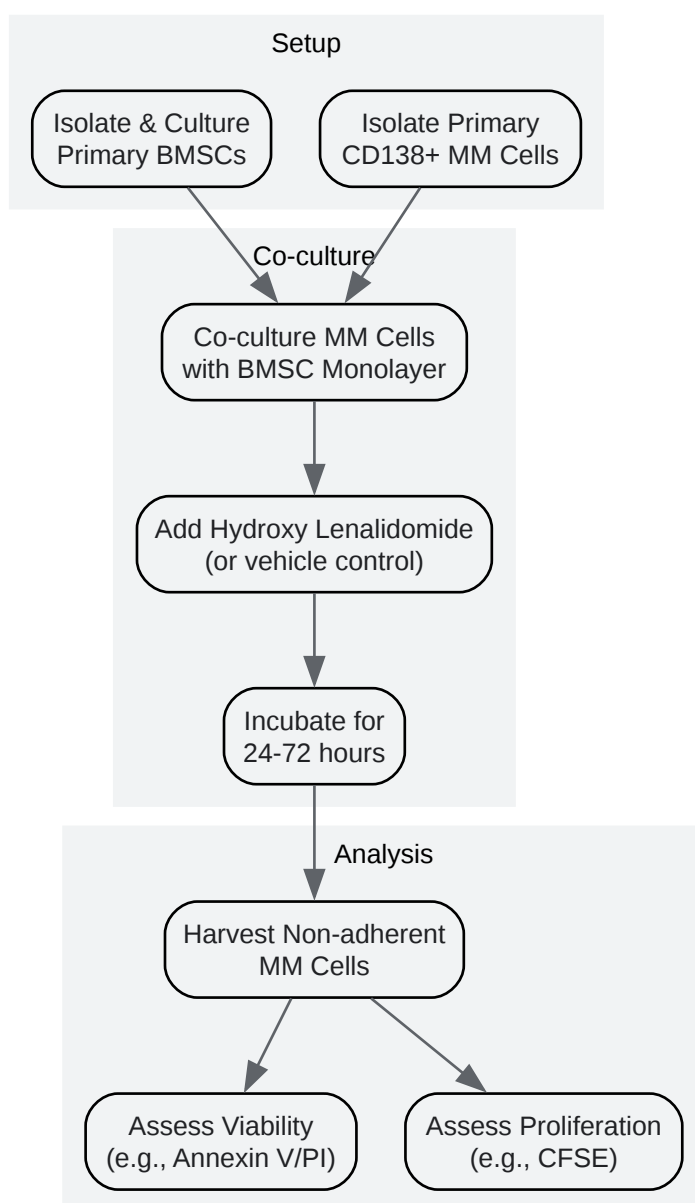 Setup
Isolate & Culture
Primary BMSCs
Isolate Primary
CD138+ MM Cells
Co-culture
Co-culture MM Cells
with BMSC Monolayer
Add Hydroxy Lenalidomide
(or vehicle control)
Incubate for
24-72 hours
Analysis
Harvest Non-adherent
MM Cells
Assess Viability
(e.g., Annexin V/PI)
Assess Proliferation
(e.g., CFSE)